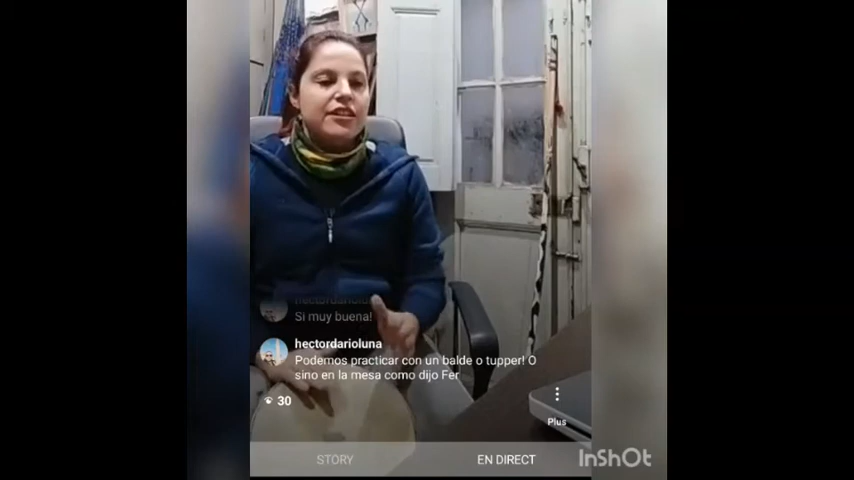 Si muy buena!
hectordarioluna
Podemos practicar con un balde o tupper! O
sino en la mesa como dijo Fer
30
Plus
STORY
EN DIRECT
InShOt